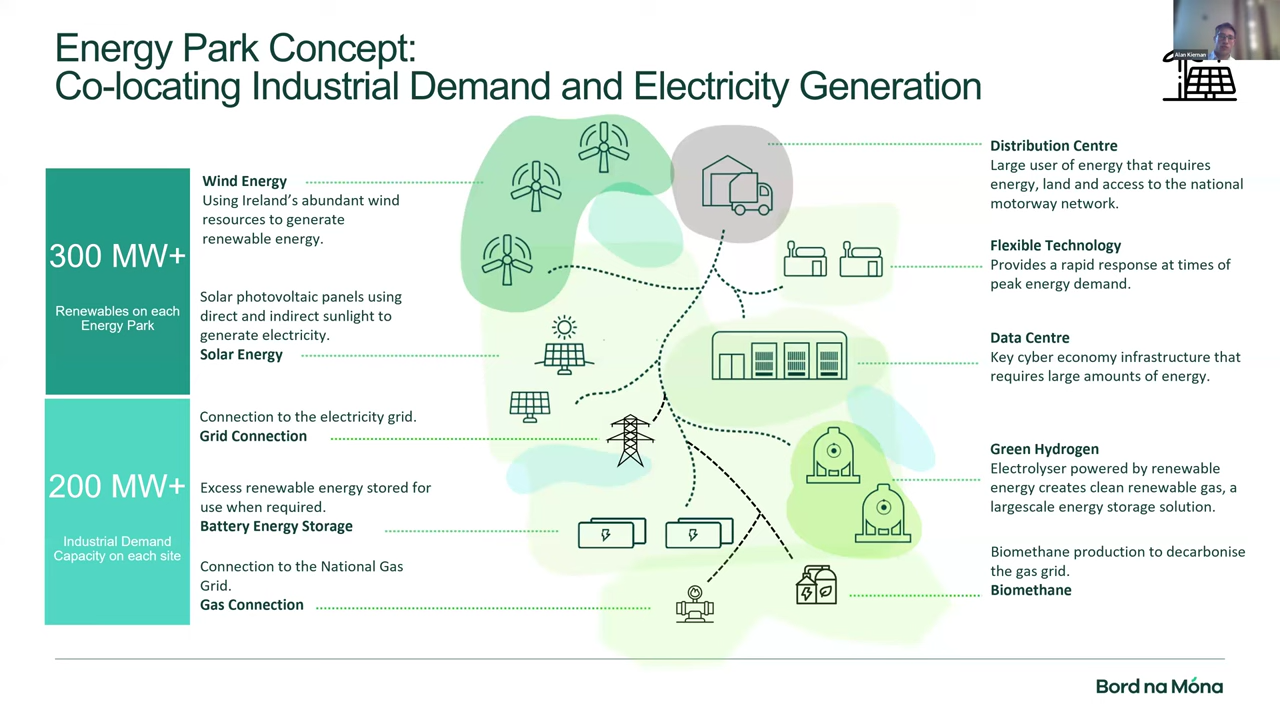 Energy Park Concept:
Co-locating Industrial Demand and Electricity Generation
Alan Kiernan
300 MW+
Renewables on each
Energy Park
200 MW+
Industrial Demand
Capacity on each site
Wind Energy
Using Ireland’s abundant wind
resources to generate
renewable energy.
Solar photovoltaic panels using
direct and indirect sunlight to
generate electricity.
Solar Energy
Connection to the electricity grid.
Grid Connection
Excess renewable energy stored for
use when required.
Battery Energy Storage
Connection to the National Gas
Grid.
Gas Connection
Distribution Centre
Large user of energy that requires
energy, land and access to the national
motorway network.
Flexible Technology
Provides a rapid response at times of
peak energy demand.
Data Centre
Key cyber economy infrastructure that
requires large amounts of energy.
Green Hydrogen
Electrolyser powered by renewable
energy creates clean renewable gas, a
largescale energy storage solution.
Biomethane production to decarbonise
the gas grid.
Biomethane
Bord na Móna